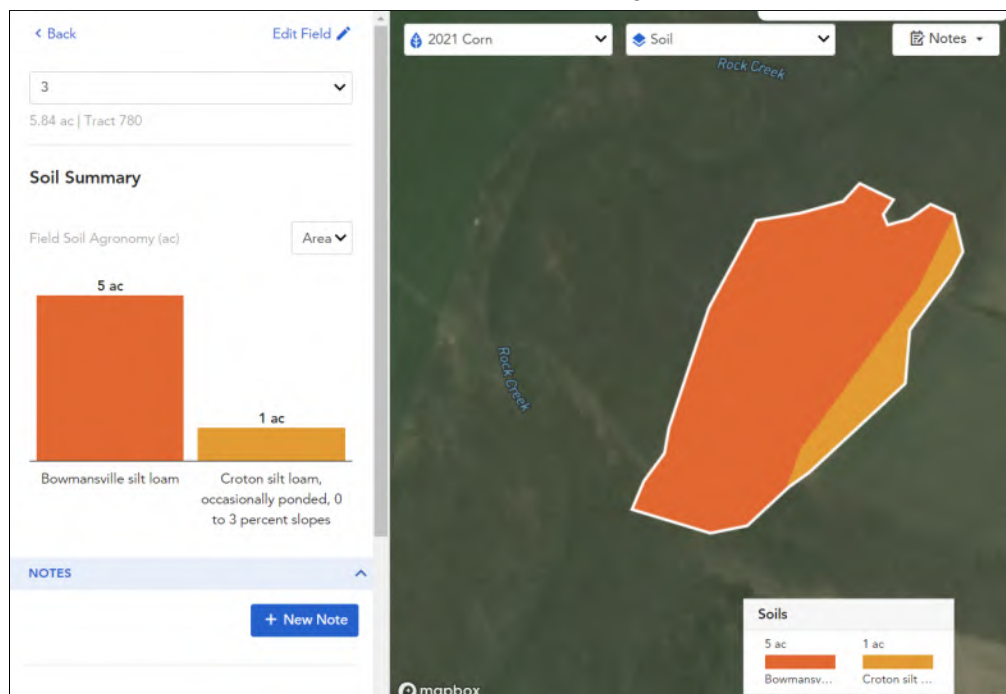 Back
Edit Field
3
5.84 ac | Tract 780
Soil Summary
Field Soil Agronomy (ac)
Area
5 ac
1 ac
Bowmansville silt loam
Croton silt loam,
occasionally ponded, 0
to 3 percent slopes
NOTES
+ New Note
2021 Corn
Soil
Notes
Rock Creek
Rock Creek
Soils
5 ac
1 ac
Bowmansv...
Croton silt ...
mapbox